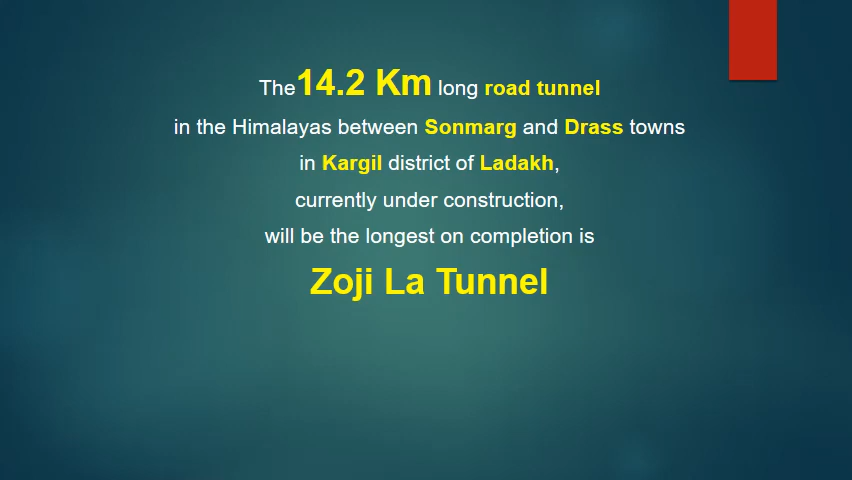 The14.2 Km long road tunnel
in the Himalayas between Sonmarg and Drass towns
in Kargil district of Ladakh,
currently under construction,
will be the longest on completion is
Zoji La Tunnel